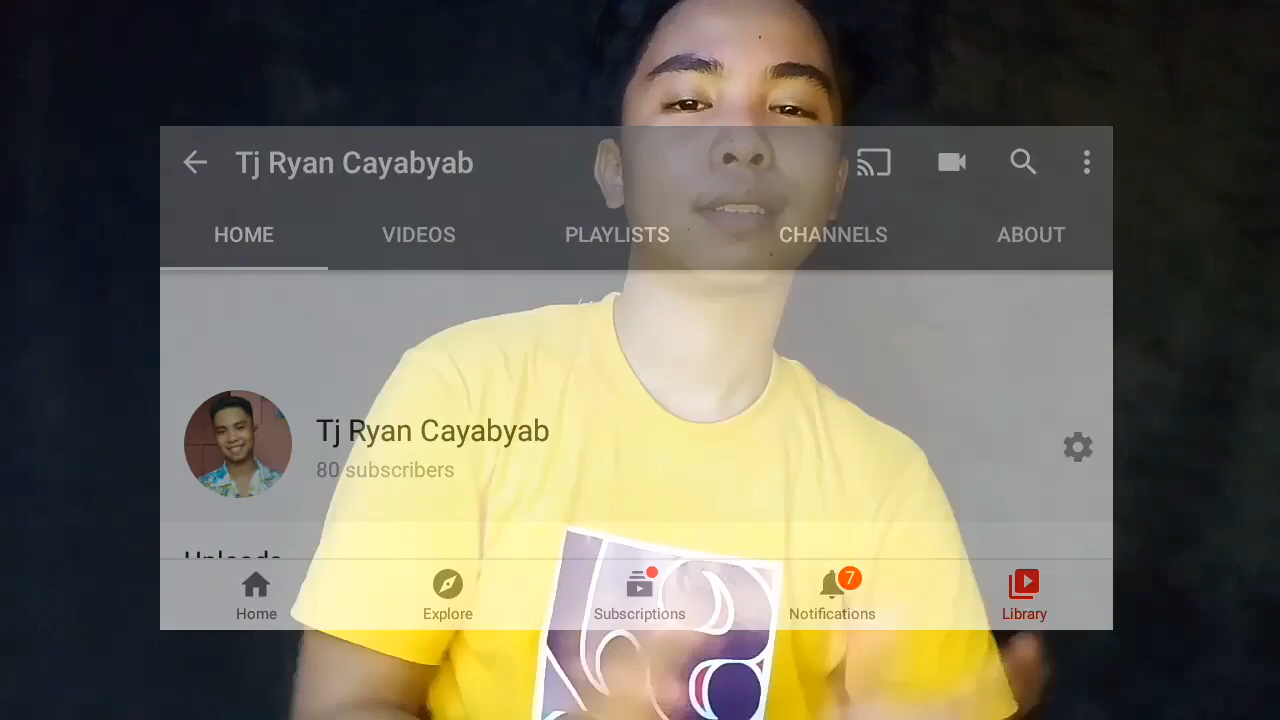 Tj Ryan Cayabyab
HOME VIDEOS PLAYLISTS CHANNELS ABOUT
Tj Ryan Cayabyab
80 subscribers
Uploads
7
Home Explore Subscriptions Notifications Library